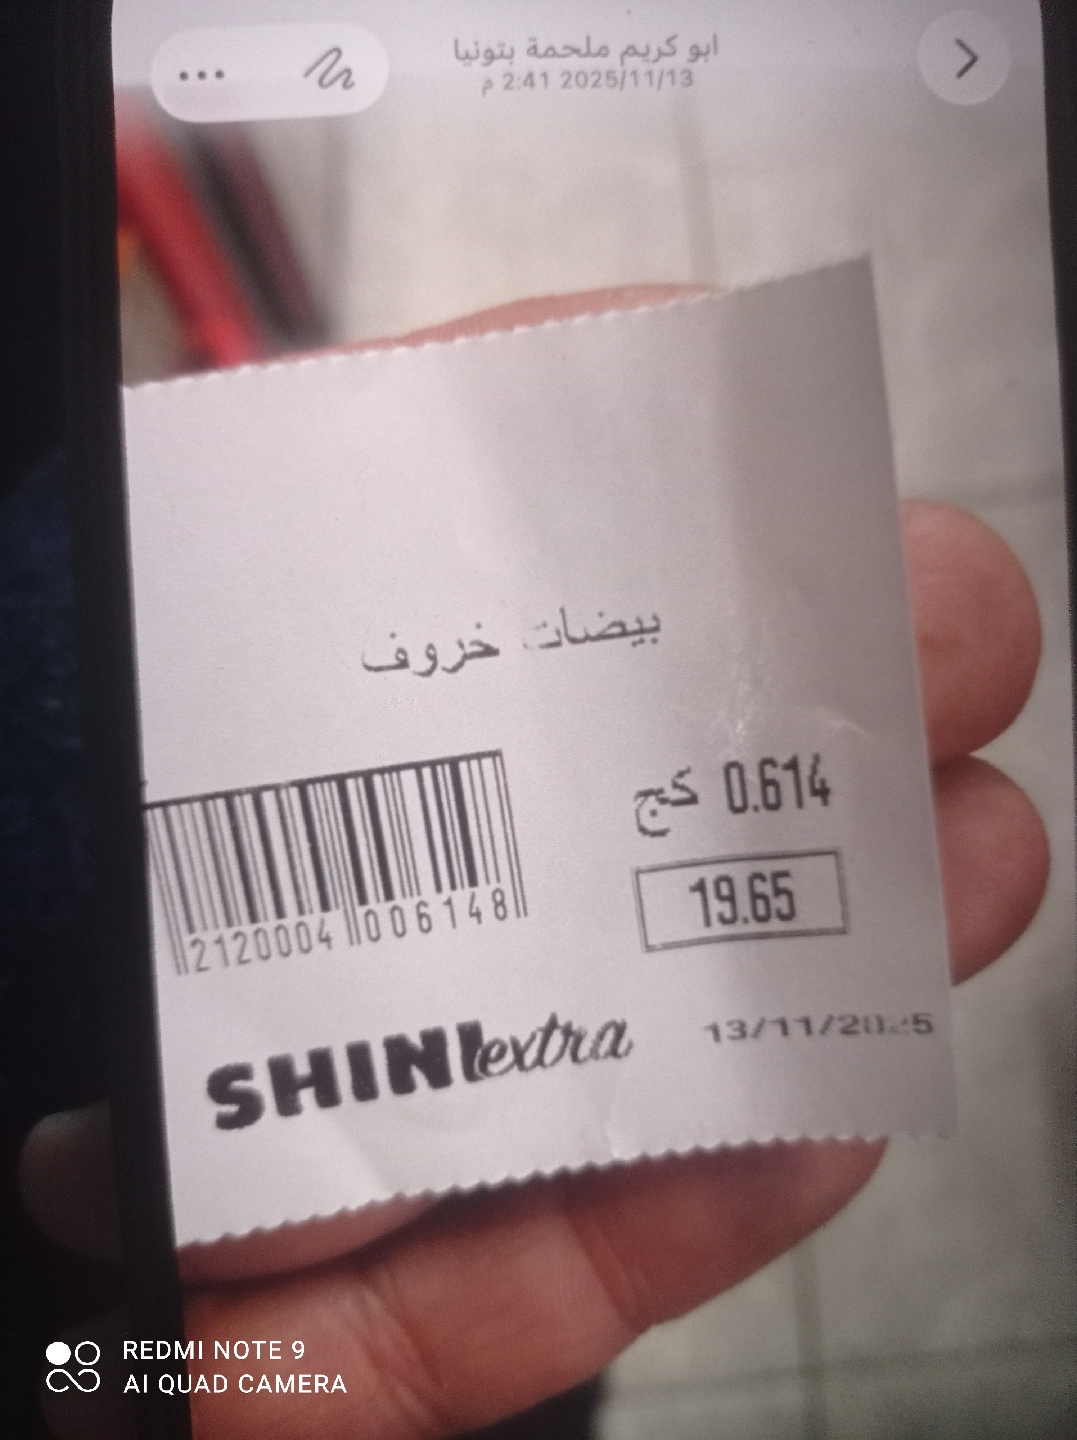 ابو كريم ملحمة بتونيا
2025/11/13 2:41 م
بيضات خروف
0.614 كج
19.65
2120004 006148
SHINI extra
13/11/2025
REDMI NOTE 9
AI QUAD CAMERA